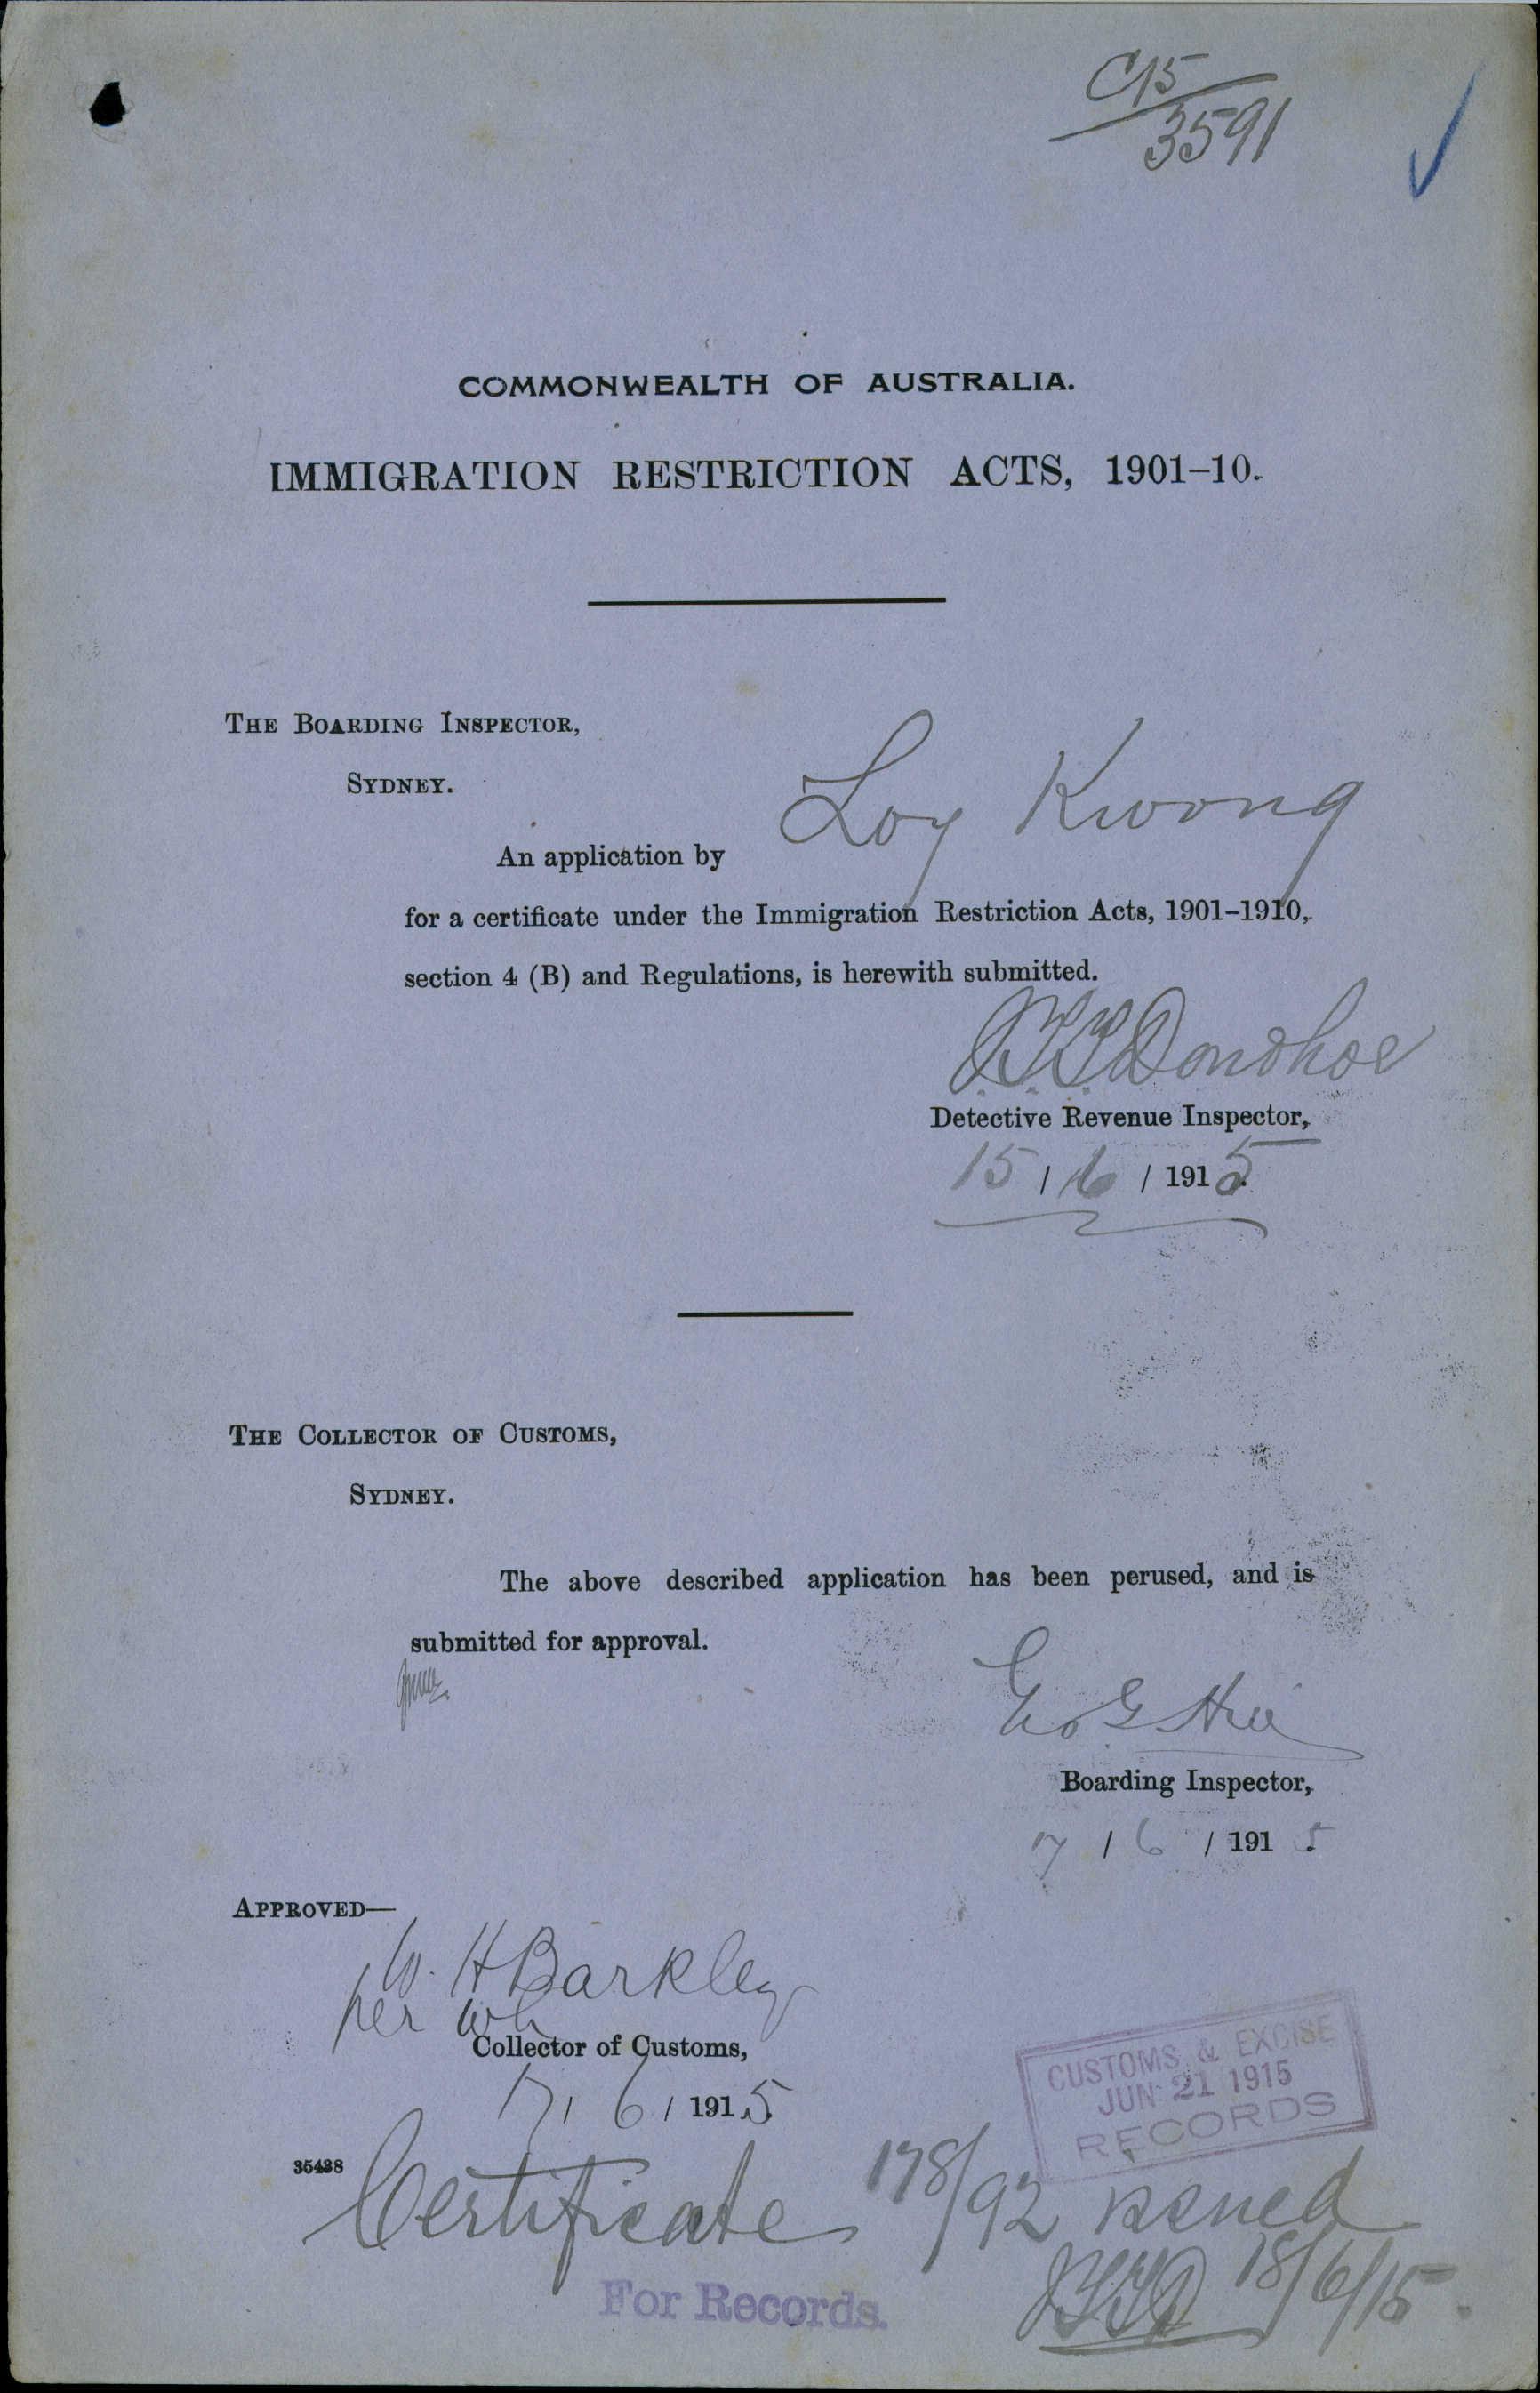 C15
3591
COMMONWEALTH OF AUSTRALIA.
IMMIGRATION RESTRICTION ACTS, 1901-10.
THE BOARDING INSPECTOR,
SYDNEY.
An application by Loy Kwong
for a certificate under the Immigration Restriction Acts, 1901-1910,
section 4 (B) and Regulations, is herewith submitted.
Donohoe
Detective Revenue Inspector,
15 / 6 / 1915.
THE COLLECTOR OF CUSTOMS,
SYDNEY.
The above described application has been perused, and is
submitted for approval.
Boarding Inspector,
/ 6 / 1915
APPROVED—
W. H Barkley
per
Collector of Customs,
17 / 6 / 1915.
CUSTOMS & EXCISE
JUN 21 1915
RECORDS
35438
Certificate 178/92 issued
18/6/15.
For Records.